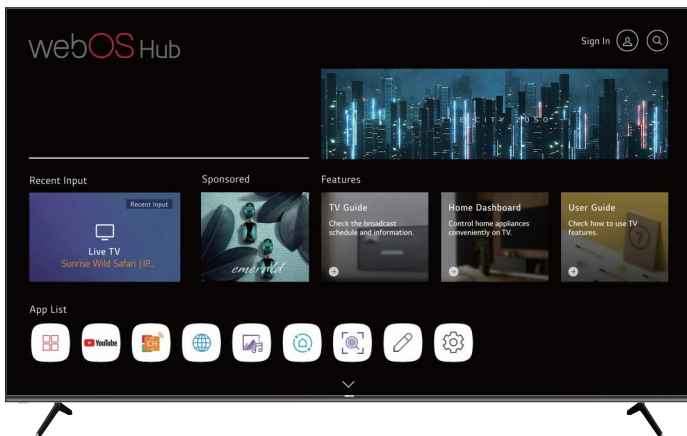 webOS Hub
Sign In
THE CITY 2050
Recent Input
Sponsored
Features
Recent Input
Live TV
Sunrise Wild Safari | IP...
emerald
TV Guide
Check the broadcast
schedule and information.
Home Dashboard
Control home appliances
conveniently on TV.
User Guide
Check how to use TV
features.
App List
YouTube
CH